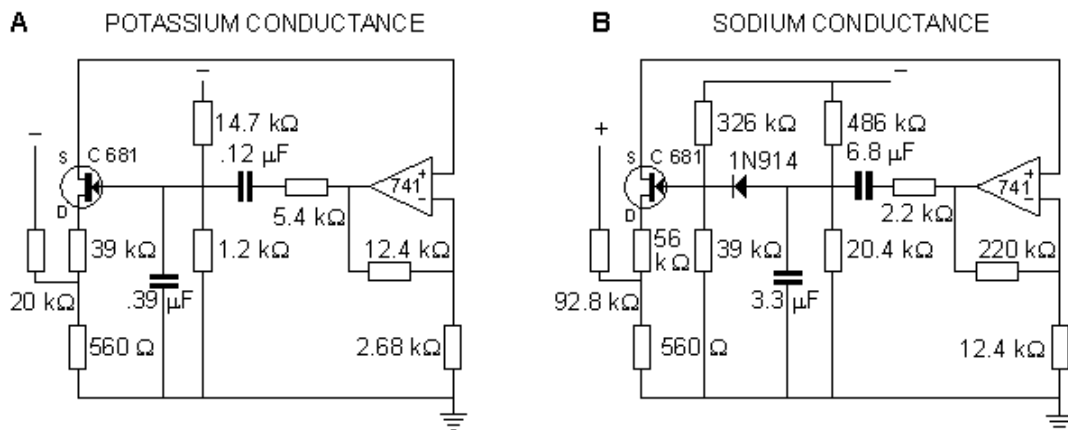 A POTASSIUM CONDUCTANCE
−
14.7 kΩ
−
S C 681
.12 µF
741
+
−
D
5.4 kΩ
39 kΩ
1.2 kΩ
12.4 kΩ
20 kΩ
.39 µF
560 Ω
2.68 kΩ
B SODIUM CONDUCTANCE
−
+
326 kΩ
486 kΩ
S C 681
1N914
6.8 µF
741
+
−
D
2.2 kΩ
56
kΩ
39 kΩ
20.4 kΩ
220 kΩ
92.8 kΩ
3.3 µF
560 Ω
12.4 kΩ